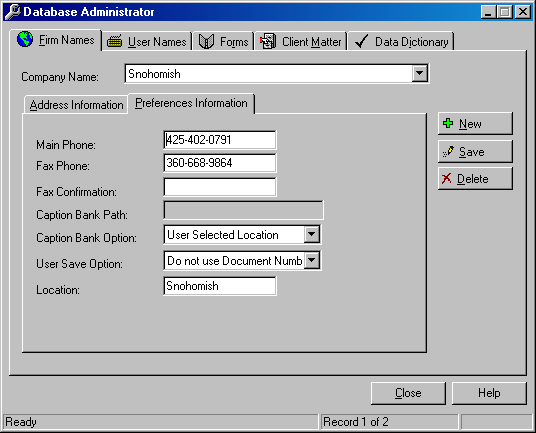 Database Administrator
Firm Names User Names Forms Client Matter Data Dictionary
Company Name: Snohomish
Address Information Preferences Information
New
Save
Delete
Main Phone: 425-402-0791
Fax Phone: 360-668-9864
Fax Confirmation:
Caption Bank Path:
Caption Bank Option: User Selected Location
User Save Option: Do not use Document Numb
Location: Snohomish
Close Help
Ready Record 1 of 2